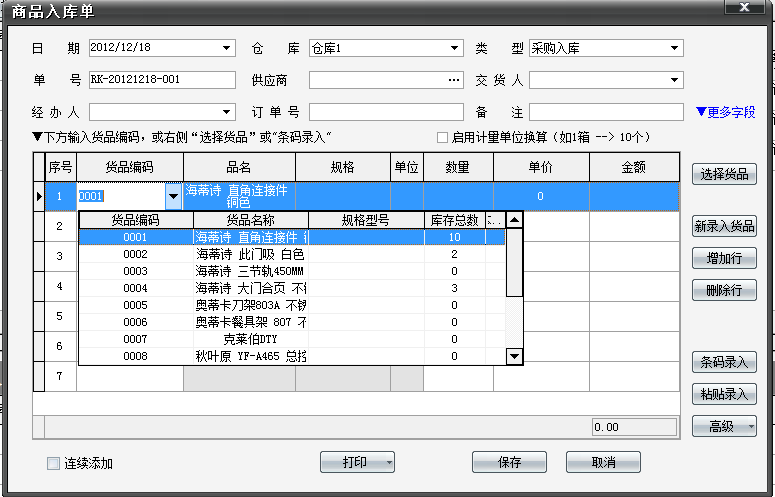 商品入库单
日 期 2012/12/18 仓 库 仓库1 类 型 采购入库
单 号 RK-20121218-001 供应商 ... 交货人
经办人 订单号 备 注 ▼更多字段
▼下方输入货品编码，或右侧“选择货品”或"条码录入" 启用计量单位换算（如1箱 --> 10个）
序号 货品编码 品名 规格 单位 数量 单价 金额
1 0001 海蒂诗 直角连接件 铜色 0
货品编码 货品名称 规格型号 库存总数
0001 海蒂诗 直角连接件 10
0002 海蒂诗 此门吸 白色 2
0003 海蒂诗 三节轨450MM 0
0004 海蒂诗 大门合页 不 3
0005 奥蒂卡刀架803A 不 0
0006 奥蒂卡餐具架 807 不 0
0007 克莱伯DTY 0
0008 秋叶原 YF-A465 总 0
2
3
4
5
6
7
0.00
选择货品
新录入货品
增加行
删除行
条码录入
粘贴录入
高级
连续添加 打印 保存 取消